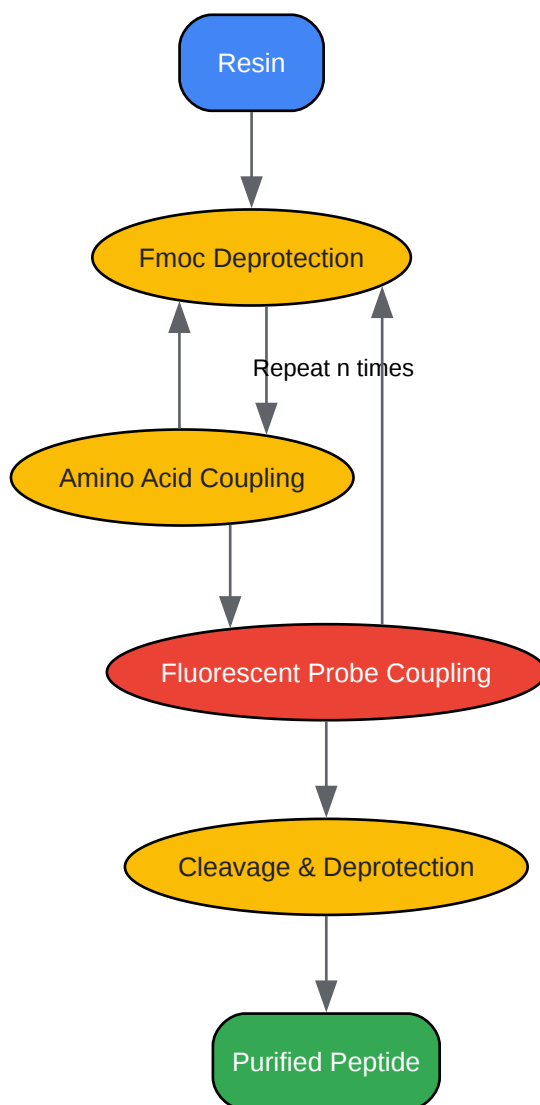 Resin
Fmoc Deprotection
Repeat n times
Amino Acid Coupling
Fluorescent Probe Coupling
Cleavage & Deprotection
Purified Peptide